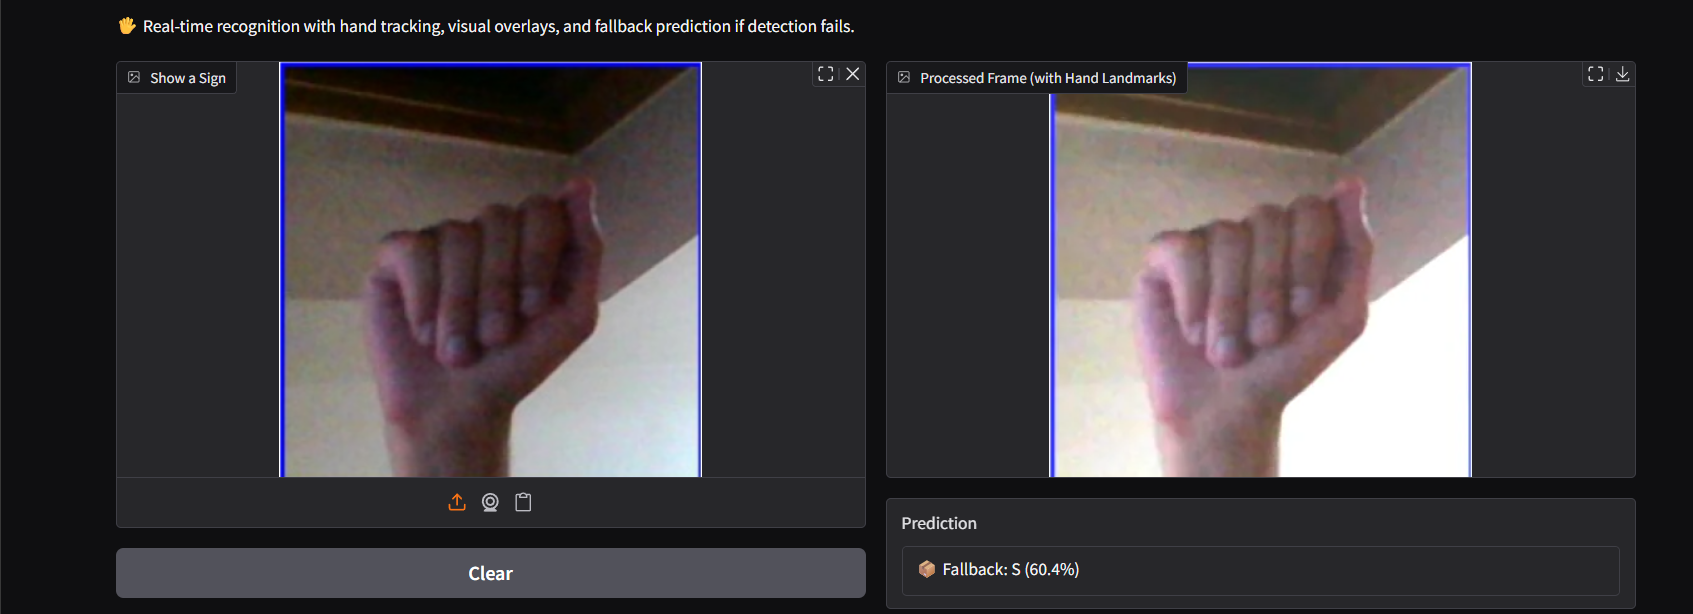 🖐 Real-time recognition with hand tracking, visual overlays, and fallback prediction if detection fails.
Show a Sign
Processed Frame (with Hand Landmarks)
Clear
Prediction
📦 Fallback: S (60.4%)